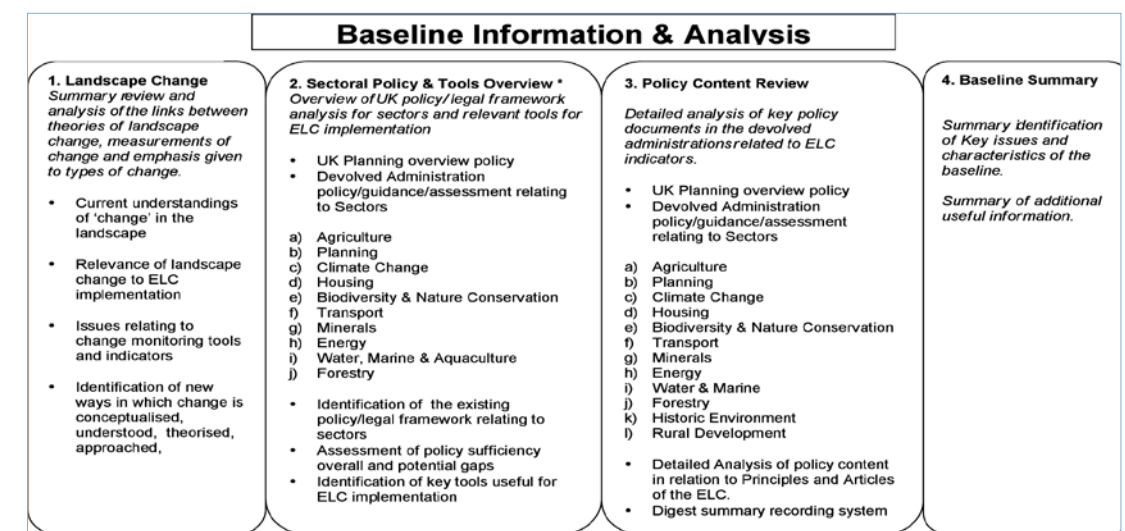 Baseline Information & Analysis
1. Landscape Change
Summary review and
analysis of the links between
theories of landscape
change, measurements of
change and emphasis given
to types of change.
• Current understandings
of 'change' in the
landscape
• Relevance of landscape
change to ELC
implementation
• Issues relating to
change monitoring tools
and indicators
• Identification of new
ways in which change is
conceptualised,
understood, theorised,
approached,
2. Sectoral Policy & Tools Overview *
Overview of UK policy/legal framework
analysis for sectors and relevant tools for
ELC implementation
• UK Planning overview policy
• Devolved Administration
policy/guidance/assessment relating
to Sectors
a) Agriculture
b) Planning
c) Climate Change
d) Housing
e) Biodiversity & Nature Conservation
f) Transport
g) Minerals
h) Energy
i) Water, Marine & Aquaculture
j) Forestry
• Identification of the existing
policy/legal framework relating to
sectors
• Assessment of policy sufficiency
overall and potential gaps
• Identification of key tools useful for
ELC implementation
3. Policy Content Review
Detailed analysis of key policy
documents in the devolved
administrations related to ELC
indicators.
• UK Planning overview policy
• Devolved Administration
policy/guidance/assessment
relating to Sectors
a) Agriculture
b) Planning
c) Climate Change
d) Housing
e) Biodiversity & Nature Conservation
f) Transport
g) Minerals
h) Energy
i) Water & Marine
j) Forestry
k) Historic Environment
l) Rural Development
• Detailed Analysis of policy content
in relation to Principles and Articles
of the ELC.
• Digest summary recording system
4. Baseline Summary
Summary identification
of Key issues and
characteristics of the
baseline.
Summary of additional
useful information.